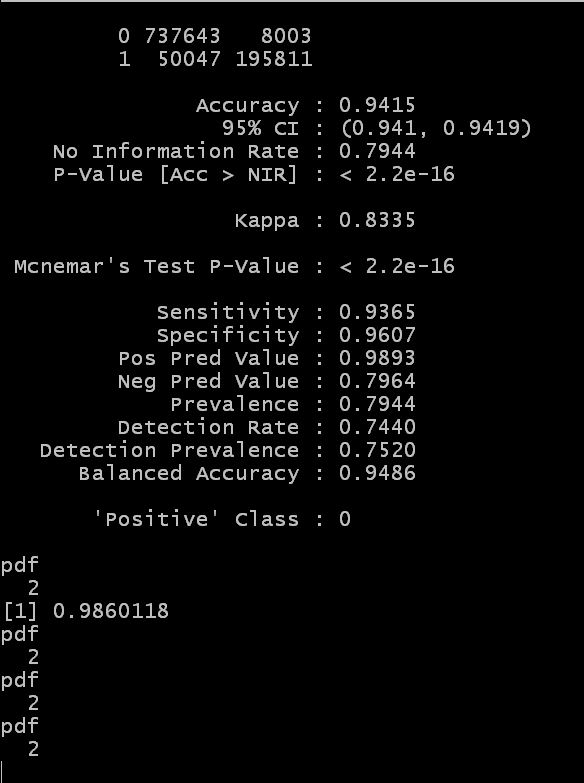 0 737643 8003
1 50047 195811
Accuracy : 0.9415
95% CI : (0.941, 0.9419)
No Information Rate : 0.7944
P-Value [Acc > NIR] : < 2.2e-16
Kappa : 0.8335
Mcnemar's Test P-Value : < 2.2e-16
Sensitivity : 0.9365
Specificity : 0.9607
Pos Pred Value : 0.9893
Neg Pred Value : 0.7964
Prevalence : 0.7944
Detection Rate : 0.7440
Detection Prevalence : 0.7520
Balanced Accuracy : 0.9486
'Positive' Class : 0
pdf
2
[1] 0.9860118
pdf
2
pdf
2
pdf
2